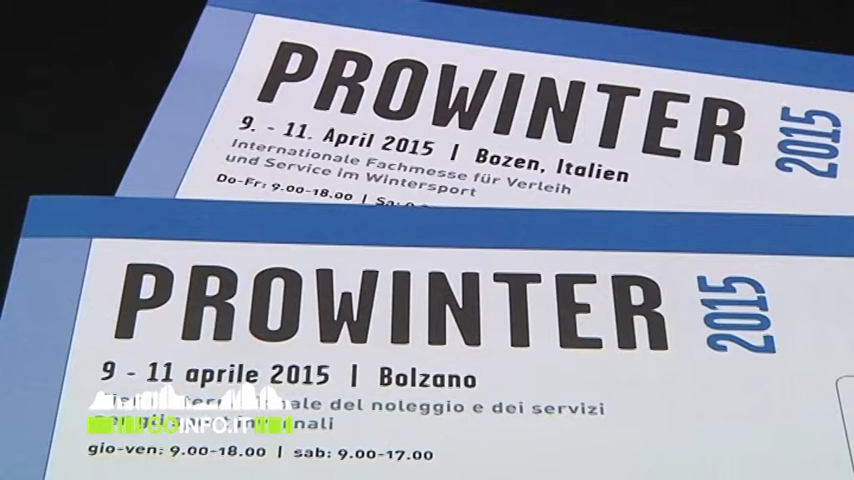 PROWINTER 2015
9. - 11. April 2015 | Bozen, Italien
Internationale Fachmesse für Verleih
und Service im Wintersport
Do-Fr: 9.00-18.00 | Sa:
PROWINTER 2015
9 - 11 aprile 2015 | Bolzano
del noleggio e dei servizi
gio-ven: 9.00-18.00 | sab: 9.00-17.00
INFO.IT